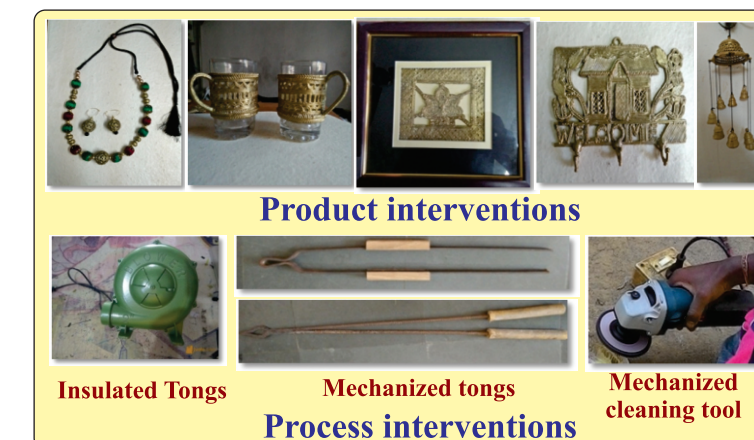 WELCOME
Product interventions
Insulated Tongs
Mechanized tongs
Mechanized
cleaning tool
Process interventions